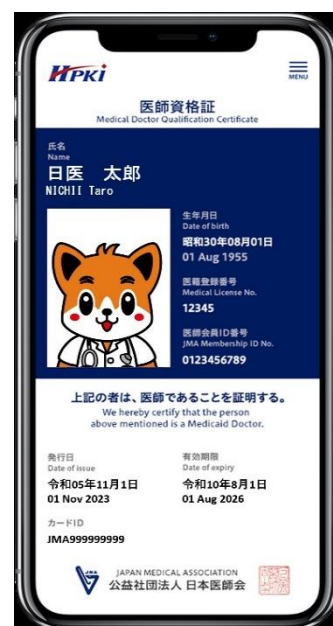 HPKI
MENU
医師資格証
Medical Doctor Qualification Certificate
氏名
Name
日医 太郎
NICHII Taro
生年月日
Date of birth
昭和30年08月01日
01 Aug 1955
医籍登録番号
Medical License No.
12345
医師会員ID番号
JMA Membership ID No.
0123456789
上記の者は、医師であることを証明する。
We hereby certify that the person
above mentioned is a Medicaid Doctor.
発行日
Date of issue
令和05年11月1日
01 Nov 2023
有効期限
Date of expiry
令和10年8月1日
01 Aug 2026
カードID
JMA999999999
JMA
JAPAN MEDICAL ASSOCIATION
公益社団法人 日本医師会